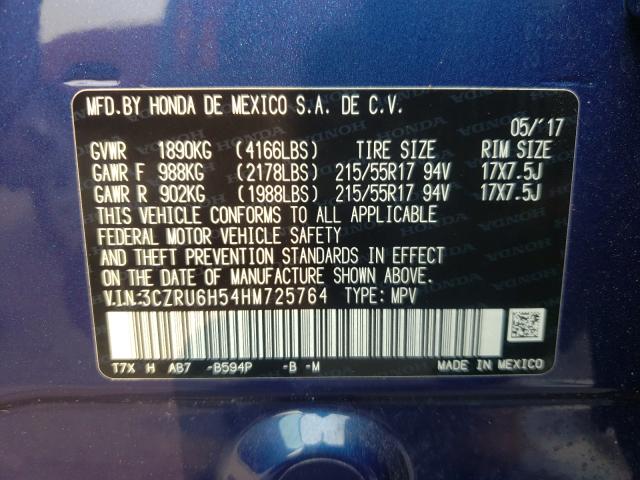 MFD.BY HONDA DE MEXICO S.A. DE C.V.
05/'17
GVWR 1890KG (4166LBS) TIRE SIZE RIM SIZE
GAWR F 988KG (2178LBS) 215/55R17 94V 17X7.5J
GAWR R 902KG (1988LBS) 215/55R17 94V 17X7.5J
THIS VEHICLE CONFORMS TO ALL APPLICABLE
FEDERAL MOTOR VEHICLE SAFETY
AND THEFT PREVENTION STANDARDS IN EFFECT
ON THE DATE OF MANUFACTURE SHOWN ABOVE.
V.I.N.:3CZRU6H54HM725764 TYPE: MPV
T7X H AB7 -B594P -B -M
MADE IN MEXICO